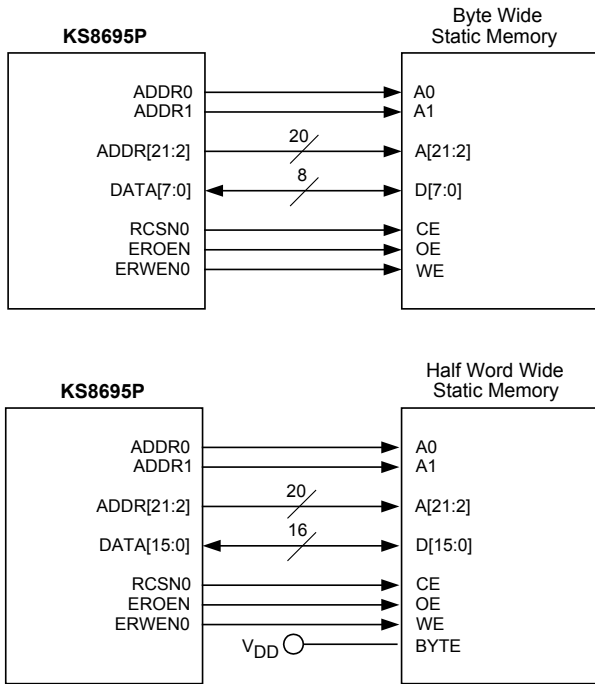 Byte Wide
KS8695P Static Memory
ADDR0 A0
ADDR1 A1
20
ADDR[21:2] A[21:2]
8
DATA[7:0] D[7:0]
RCSN0 CE
EROEN OE
ERWEN0 WE
Half Word Wide
KS8695P Static Memory
ADDR0 A0
ADDR1 A1
20
ADDR[21:2] A[21:2]
16
DATA[15:0] D[15:0]
RCSN0 CE
EROEN OE
ERWEN0 WE
VDD BYTE